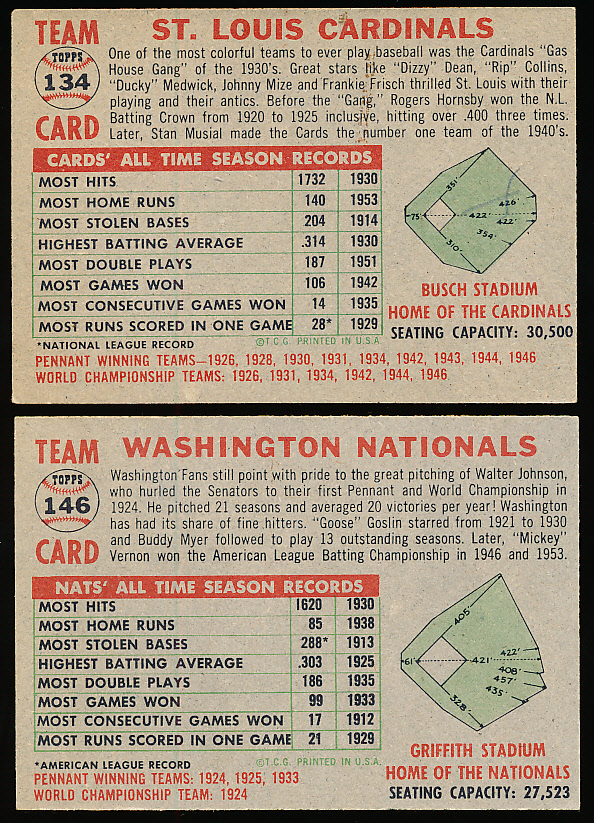 TEAM
TOPPS
134
CARD
ST. LOUIS CARDINALS
One of the most colorful teams to ever play baseball was the Cardinals "Gas
House Gang" of the 1930's. Great stars like "Dizzy" Dean, "Rip" Collins,
"Ducky" Medwick, Johnny Mize and Frankie Frisch thrilled St. Louis with
their playing and their antics. Before the "Gang," Rogers Hornsby won the N.L.
Batting Crown from 1920 to 1925 inclusive, hitting over .400 three times.
Later, Stan Musial made the Cards the number one team of the 1940's.
CARDS' ALL TIME SEASON RECORDS
MOST HITS 1732 1930
MOST HOME RUNS 140 1953
MOST STOLEN BASES 204 1914
HIGHEST BATTING AVERAGE .314 1930
MOST DOUBLE PLAYS 187 1951
MOST GAMES WON 106 1942
MOST CONSECUTIVE GAMES WON 14 1935
MOST RUNS SCORED IN ONE GAME 28* 1929
*NATIONAL LEAGUE RECORD
©T.C.G. PRINTED IN U.S.A.
PENNANT WINNING TEAMS—1926, 1928, 1930, 1931, 1934, 1942, 1943, 1944, 1946
WORLD CHAMPIONSHIP TEAMS: 1926, 1931, 1934, 1942, 1944, 1946
351'
426'
75'
422'
422'
354'
310'
BUSCH STADIUM
HOME OF THE CARDINALS
SEATING CAPACITY: 30,500
TEAM
TOPPS
146
CARD
WASHINGTON NATIONALS
Washington Fans still point with pride to the great pitching of Walter Johnson,
who hurled the Senators to their first Pennant and World Championship in
1924. He pitched 21 seasons and averaged 20 victories per year! Washington
has had its share of fine hitters. "Goose" Goslin starred from 1921 to 1930
and Buddy Myer followed to play 13 outstanding seasons. Later, "Mickey"
Vernon won the American League Batting Championship in 1946 and 1953.
NATS' ALL TIME SEASON RECORDS
MOST HITS 1620 1930
MOST HOME RUNS 85 1938
MOST STOLEN BASES 288* 1913
HIGHEST BATTING AVERAGE .303 1925
MOST DOUBLE PLAYS 186 1935
MOST GAMES WON 99 1933
MOST CONSECUTIVE GAMES WON 17 1912
MOST RUNS SCORED IN ONE GAME 21 1929
*AMERICAN LEAGUE RECORD
©T.C.G. PRINTED IN U.S.A.
PENNANT WINNING TEAMS: 1924, 1925, 1933
WORLD CHAMPIONSHIP TEAM: 1924
405'
422'
61'
421'
408'
457'
435'
328'
GRIFFITH STADIUM
HOME OF THE NATIONALS
SEATING CAPACITY: 27,523